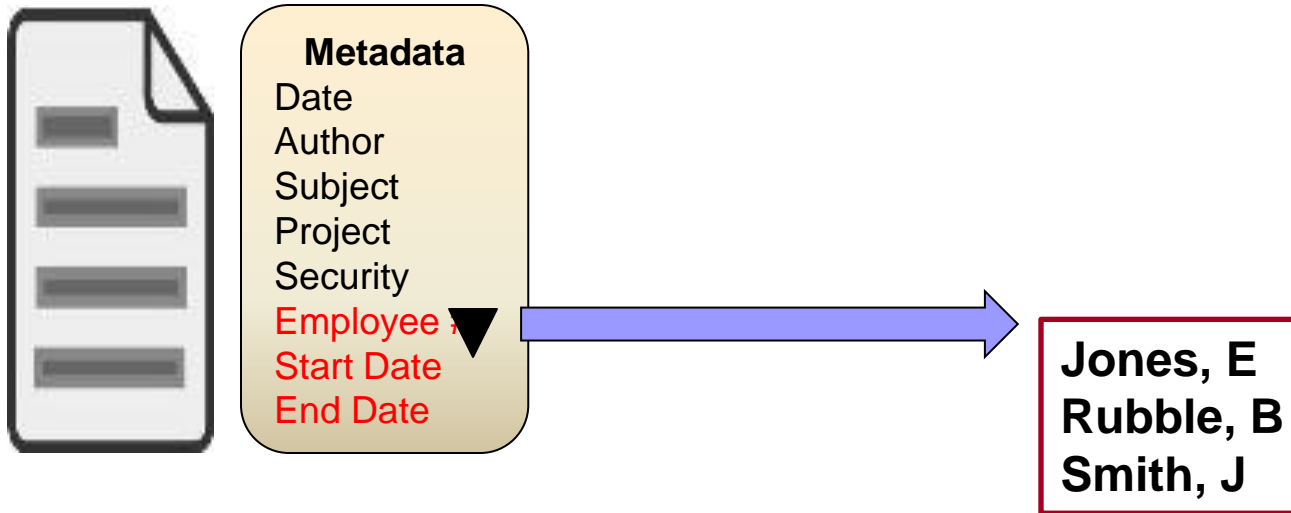 Metadata
Date
Author
Subject
Project
Security
Employee
Start Date
End Date
Jones, E
Rubble, B
Smith, J